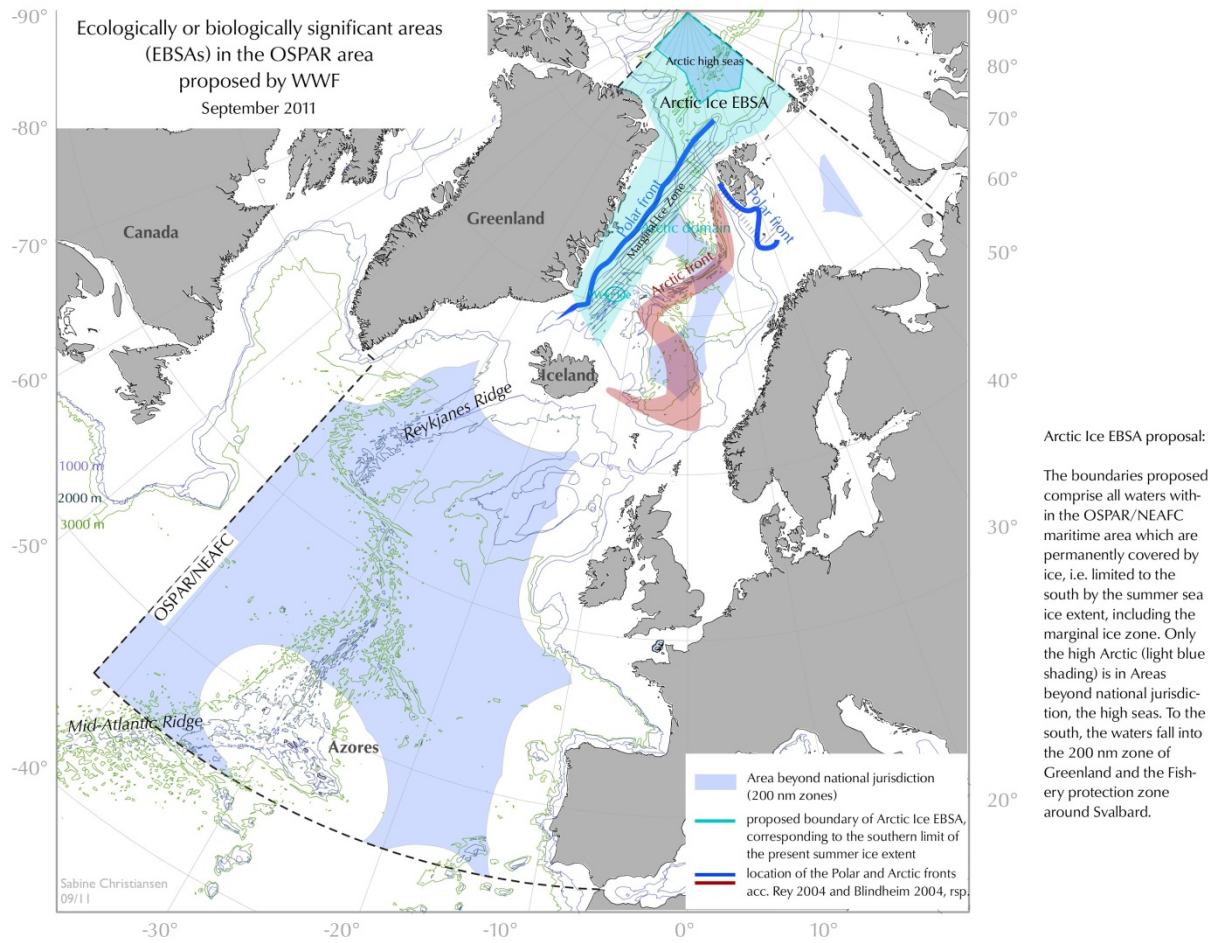 Ecologically or biologically significant areas
(EBSAs) in the OSPAR area
proposed by WWF
September 2011
-90°
-80°
-70°
-60°
-50°
-40°
-30°
-20°
-10°
0°
10°
90°
80°
70°
60°
50°
40°
30°
20°
Arctic high seas
Arctic Ice EBSA
Polar front
Marginal Ice Zone
Polar front
Arctic domain
Arctic front
Canada
Greenland
Iceland
Reykjanes Ridge
1000 m
2000 m
3000 m
OSPAR/NEAFC
Mid-Atlantic Ridge
Azores
Area beyond national jurisdiction
(200 nm zones)
proposed boundary of Arctic Ice EBSA,
corresponding to the southern limit of
the present summer ice extent
location of the Polar and Arctic fronts
acc. Rey 2004 and Blindheim 2004, rsp.
Sabine Christiansen
09/11
Arctic Ice EBSA proposal:
The boundaries proposed
comprise all waters with-
in the OSPAR/NEAFC
maritime area which are
permanently covered by
ice, i.e. limited to the
south by the summer sea
ice extent, including the
marginal ice zone. Only
the high Arctic (light blue
shading) is in Areas
beyond national jurisdic-
tion, the high seas. To the
south, the waters fall into
the 200 nm zone of
Greenland and the Fish-
ery protection zone
around Svalbard.